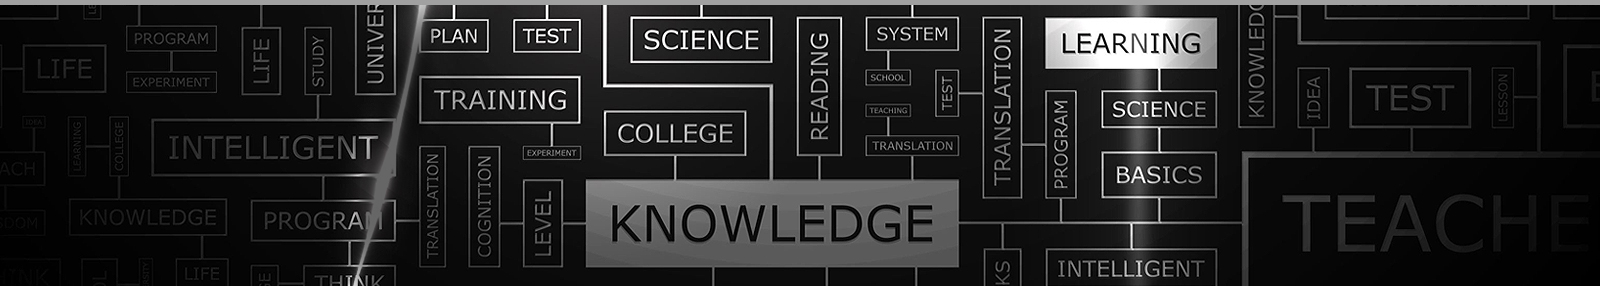 PROGRAM
LIFE
EXPERIMENT
LIFE
STUDY
UNIVER
PLAN
TEST
SCIENCE
READING
SYSTEM
SCHOOL
TEST
TEACHING
TRANSLATION
TRANSLATION
LEARNING
SCIENCE
PROGRAM
BASICS
KNOWLEDG
IDEA
TEST
LESSON
TRAINING
COLLEGE
EXPERIMENT
IDEA
LEARNING
COLLEGE
INTELLIGENT
ACH
KNOWLEDGE
PROGRAM
TRANSLATION
COGNITION
LEVEL
KNOWLEDGE
TEACHE
SDOM
INK
LIFE
THINK
KS
INTELLIGENT